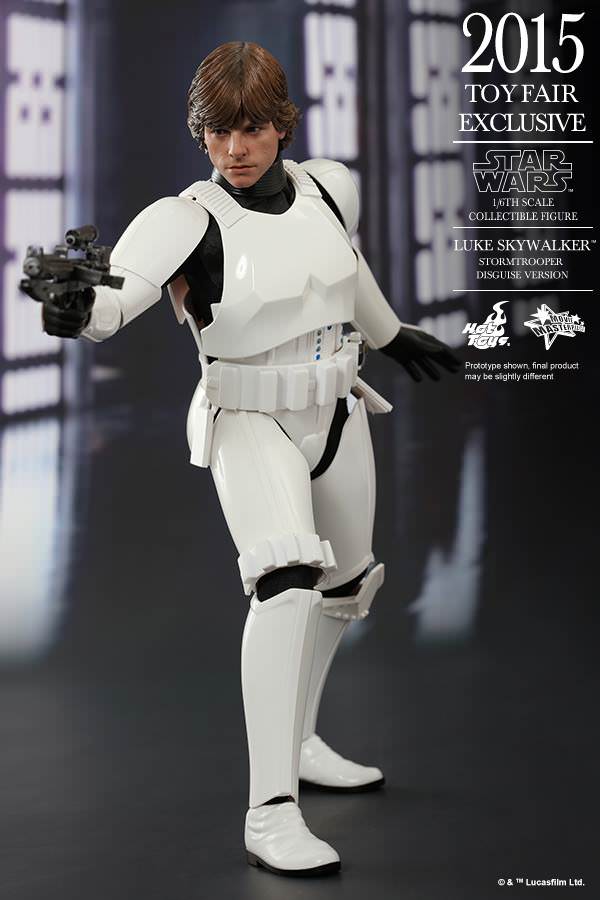 2015
TOY FAIR
EXCLUSIVE
STAR
WARS™
1/6TH SCALE
COLLECTIBLE FIGURE
LUKE SKYWALKER™
STORMTROOPER
DISGUISE VERSION
Hot
Toys.
MOVIE
MASTERPIECE
Prototype shown, final product
may be slightly different
© & ™ Lucasfilm Ltd.